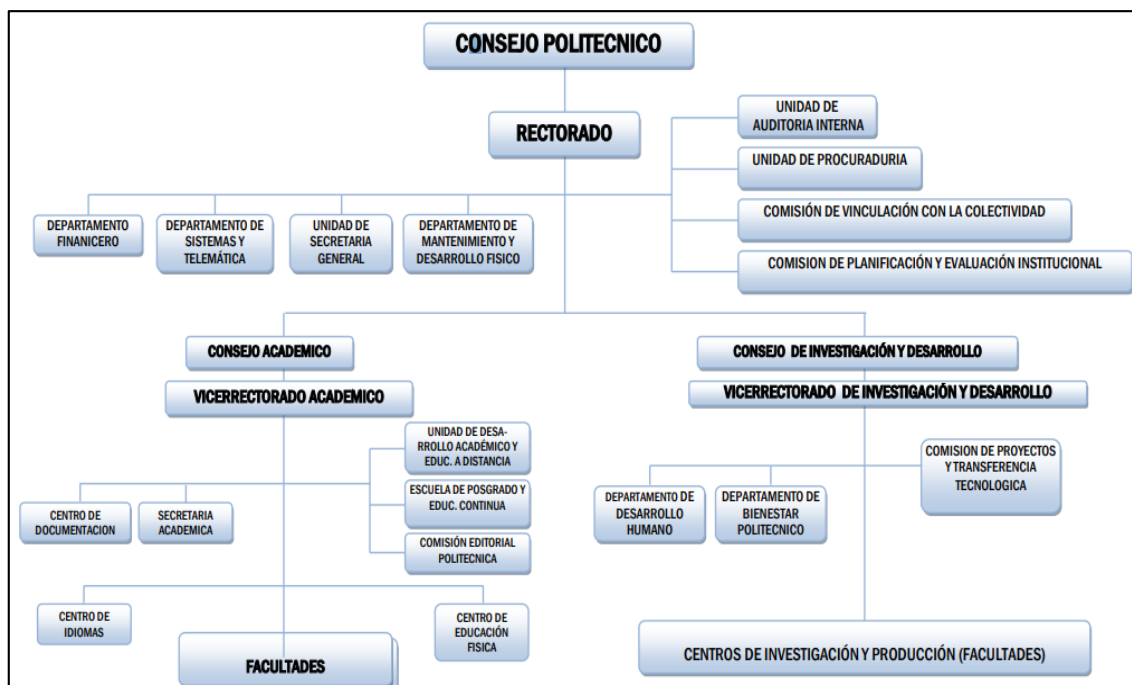 CONSEJO POLITECNICO
RECTORADO
UNIDAD DE
AUDITORIA INTERNA
UNIDAD DE PROCURADURIA
COMISIÓN DE VINCULACIÓN CON LA COLECTIVIDAD
COMISION DE PLANIFICACIÓN Y EVALUACIÓN INSTITUCIONAL
DEPARTAMENTO
FINANICERO
DEPARTAMENTO DE
SISTEMAS Y
TELEMÁTICA
UNIDAD DE
SECRETARIA
GENERAL
DEPARTAMENTO DE
MANTENIMIENTO Y
DESARROLLO FISICO
CONSEJO ACADEMICO
VICERRECTORADO ACADEMICO
UNIDAD DE DESA-
RROLLO ACADÉMICO Y
EDUC. A DISTANCIA
ESCUELA DE POSGRADO Y
EDUC. CONTINUA
COMISIÓN EDITORIAL
POLITECNICA
CENTRO DE
DOCUMENTACION
SECRETARIA
ACADEMICA
CENTRO DE
IDIOMAS
CENTRO DE
EDUCACIÓN
FISICA
FACULTADES
CONSEJO DE INVESTIGACIÓN Y DESARROLLO
VICERRECTORADO DE INVESTIGACIÓN Y DESARROLLO
COMISION DE PROYECTOS
Y TRANSFERENCIA
TECNOLOGICA
DEPARTAMENTO DE
DESARROLLO
HUMANO
DEPARTAMENTO DE
BIENESTAR
POLITECNICO
CENTROS DE INVESTIGACIÓN Y PRODUCCIÓN (FACULTADES)